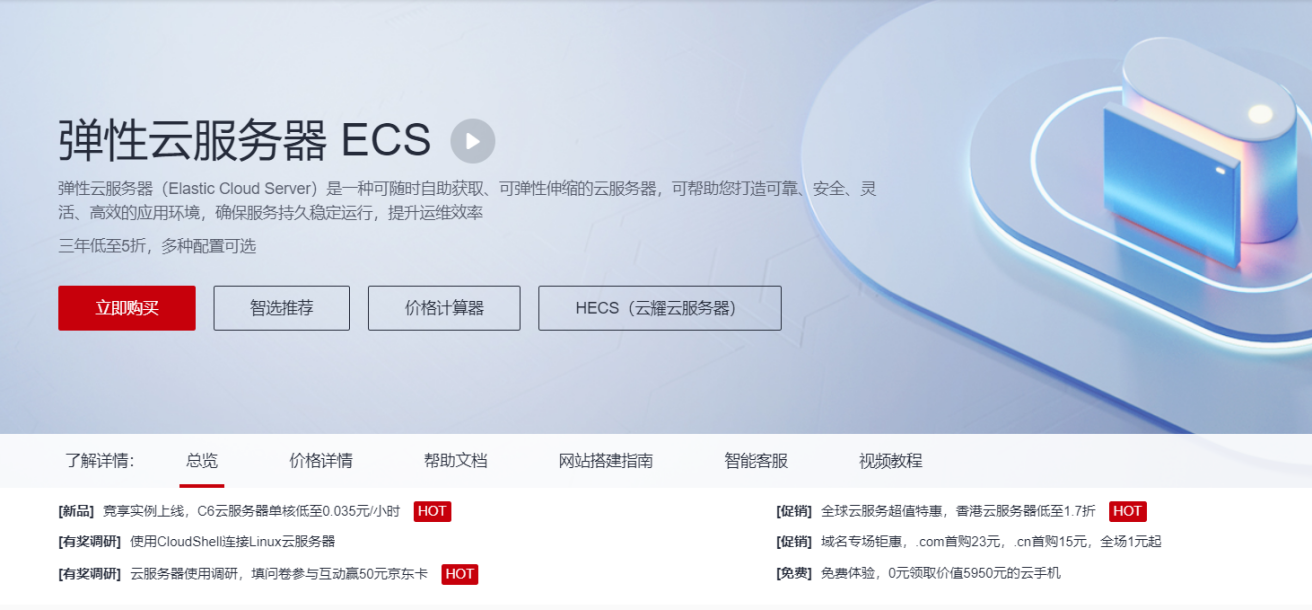 弹性云服务器 ECS
弹性云服务器（Elastic Cloud Server）是一种可随时自助获取、可弹性伸缩的云服务器，可帮助您打造可靠、安全、灵
活、高效的应用环境，确保服务持久稳定运行，提升运维效率
三年低至5折，多种配置可选
立即购买 智选推荐 价格计算器 HECS（云耀云服务器）
了解详情： 总览 价格详情 帮助文档 网站搭建指南 智能客服 视频教程
[新品] 竞享实例上线，C6云服务器单核低至0.035元/小时 HOT
[促销] 全球云服务超值特惠，香港云服务器低至1.7折 HOT
[有奖调研] 使用CloudShell连接Linux云服务器
[促销] 域名专场钜惠，.com首购23元，.cn首购15元，全场1元起
[有奖调研] 云服务器使用调研，填问卷参与互动赢50元京东卡 HOT
[免费] 免费体验，0元领取价值5950元的云手机